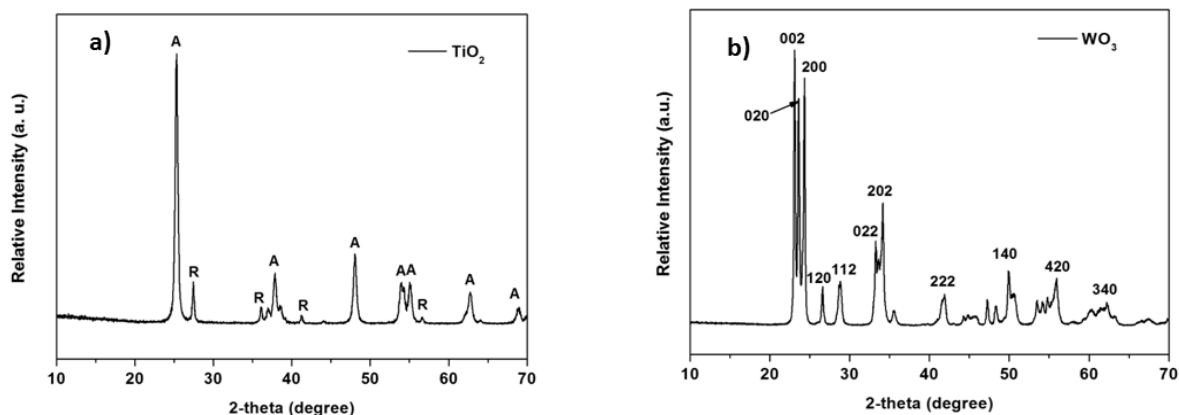 a)
TiO₂
A
R
R
A
R
A
A A
R
A
A
Relative Intensity (a. u.)
10 20 30 40 50 60 70
2-theta (degree)
b)
WO₃
002
200
020
202
022
120
112
222
140
420
340
Relative Intensity (a.u.)
10 20 30 40 50 60 70
2-theta (degree)